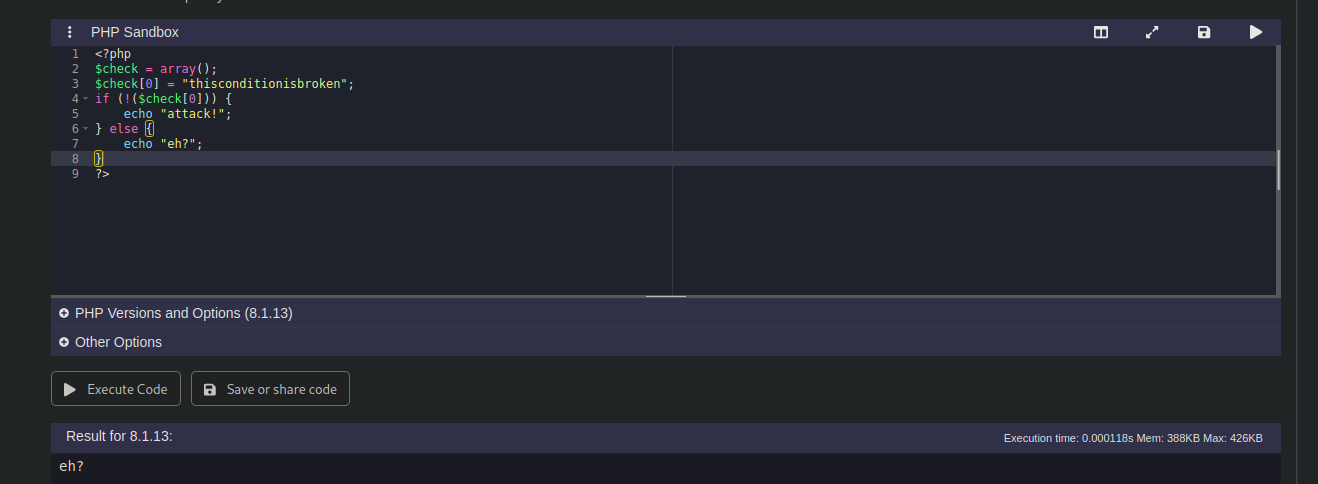 PHP Sandbox
1 <?php
2 $check = array();
3 $check[0] = "thisconditionisbroken";
4 if (!($check[0])) {
5     echo "attack!";
6 } else {
7     echo "eh?";
8 }
9 ?>
PHP Versions and Options (8.1.13)
Other Options
Execute Code Save or share code
Result for 8.1.13: Execution time: 0.000118s Mem: 388KB Max: 426KB
eh?